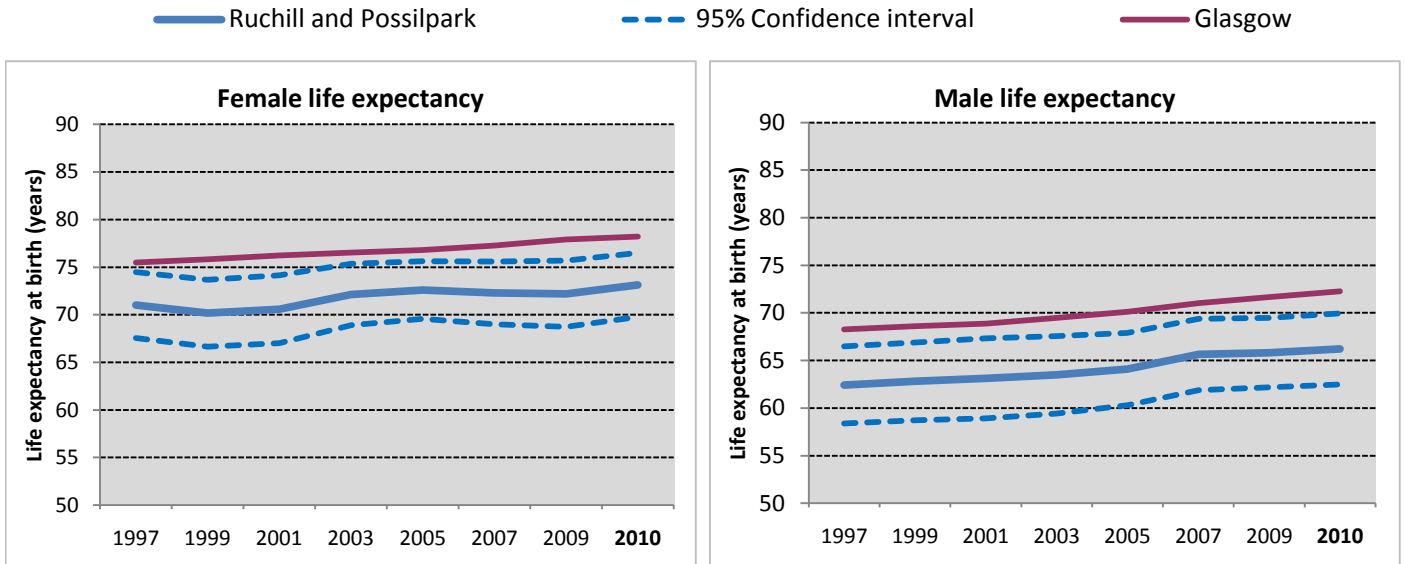 Ruchill and Possilpark 95% Confidence interval Glasgow
Female life expectancy
Life expectancy at birth (years)
90
85
80
75
70
65
60
55
50
1997 1999 2001 2003 2005 2007 2009 2010
Male life expectancy
Life expectancy at birth (years)
90
85
80
75
70
65
60
55
50
1997 1999 2001 2003 2005 2007 2009 2010